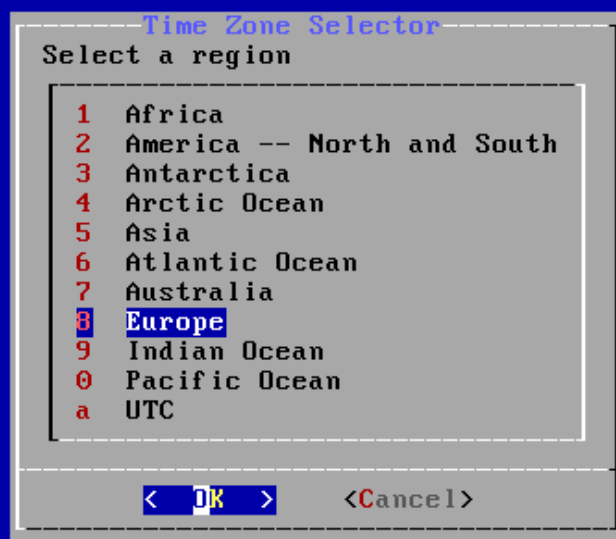 Time Zone Selector
Select a region
1 Africa
2 America -- North and South
3 Antarctica
4 Arctic Ocean
5 Asia
6 Atlantic Ocean
7 Australia
8 Europe
9 Indian Ocean
0 Pacific Ocean
a UTC
< OK > <Cancel>